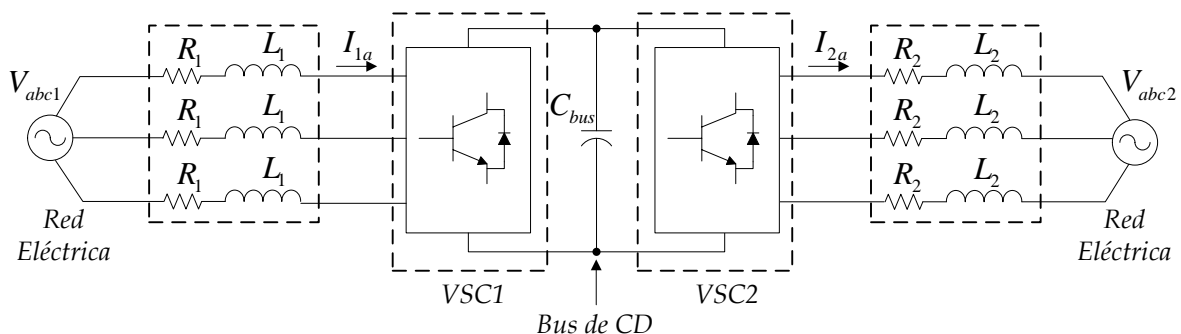 V_abc1
R_1
L_1
R_1
L_1
R_1
L_1
Red
Eléctrica
I_1a
VSC1
C_bus
Bus de CD
VSC2
I_2a
R_2
L_2
R_2
L_2
R_2
L_2
V_abc2
Red
Eléctrica